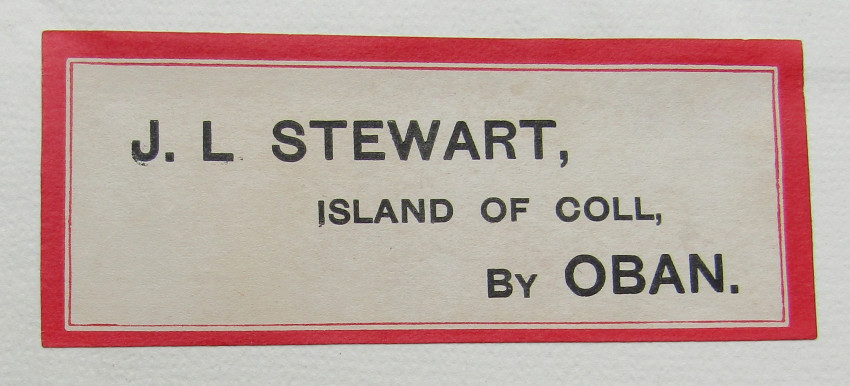 J. L STEWART,
ISLAND OF COLL,
BY OBAN.